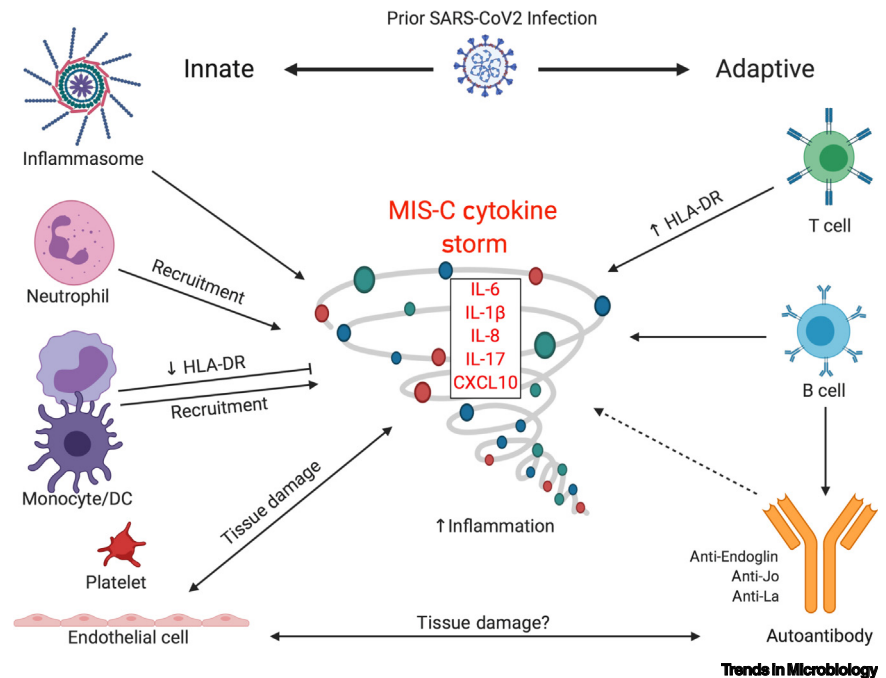 Prior SARS-CoV2 Infection
Innate
Adaptive
Inflammasome
T cell
↑ HLA-DR
MIS-C cytokine
storm
Neutrophil
Recruitment
IL-6
IL-1β
IL-8
IL-17
CXCL10
↓ HLA-DR
Recruitment
B cell
Monocyte/DC
Tissue damage
↑Inflammation
Platelet
Anti-Endoglin
Anti-Jo
Anti-La
Endothelial cell
Tissue damage?
Autoantibody
Trends in Microbiology